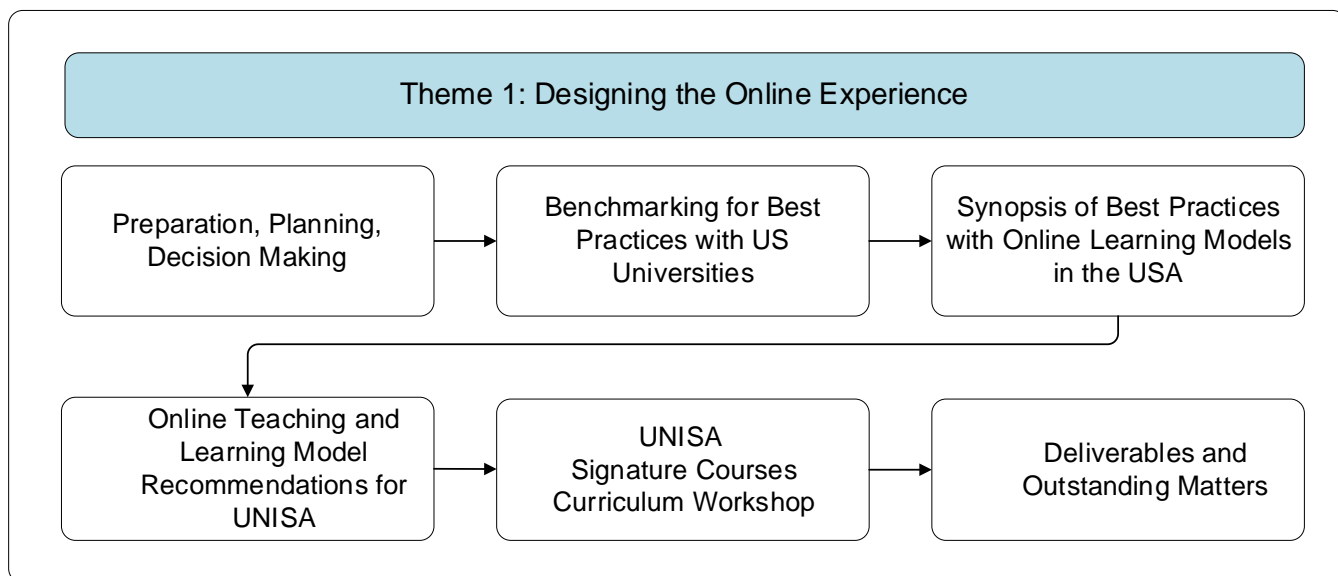 Theme 1: Designing the Online Experience
Preparation, Planning,
Decision Making
Benchmarking for Best
Practices with US
Universities
Synopsis of Best Practices
with Online Learning Models
in the USA
Online Teaching and
Learning Model
Recommendations for
UNISA
UNISA
Signature Courses
Curriculum Workshop
Deliverables and
Outstanding Matters